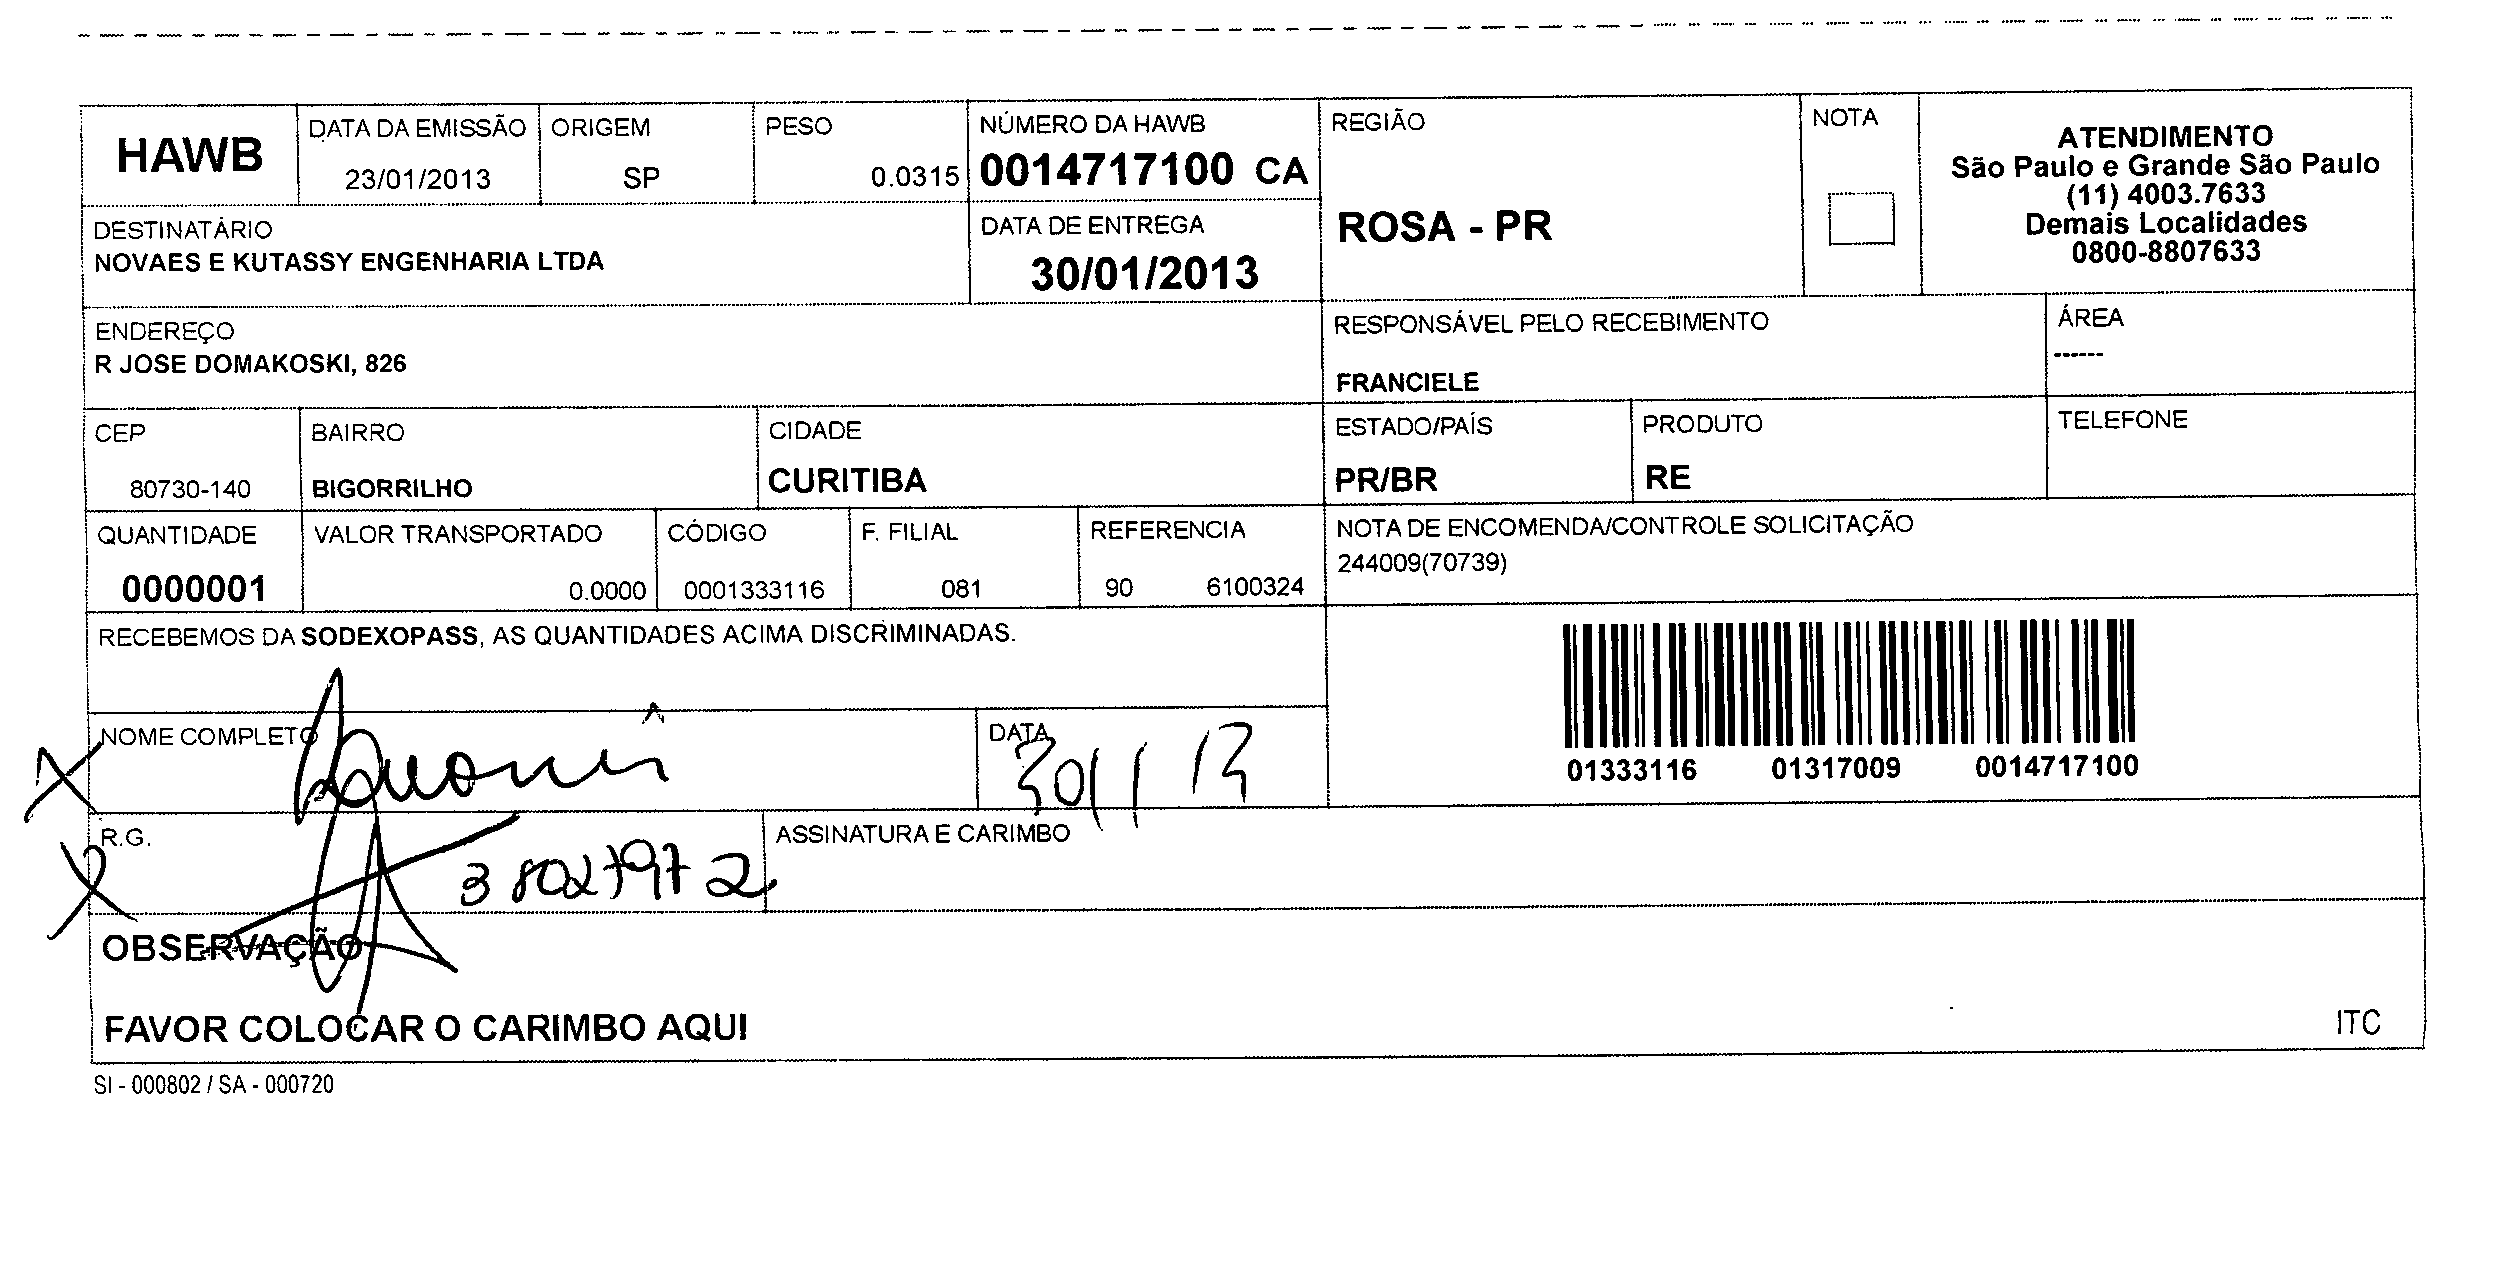 HAWB
DATA DA EMISSÃO
23/01/2013
ORIGEM
SP
PESO
0.0315
NÚMERO DA HAWB
0014717100 CA
REGIÃO
ROSA - PR
NOTA
ATENDIMENTO
São Paulo e Grande São Paulo
(11) 4003.7633
Demais Localidades
0800-8807633
DESTINATÁRIO
NOVAES E KUTASSY ENGENHARIA LTDA
DATA DE ENTREGA
30/01/2013
ENDEREÇO
R JOSE DOMAKOSKI, 826
RESPONSÁVEL PELO RECEBIMENTO
FRANCIELE
ÁREA
------
CEP
80730-140
BAIRRO
BIGORRILHO
CIDADE
CURITIBA
ESTADO/PAÍS
PR/BR
PRODUTO
RE
TELEFONE
QUANTIDADE
0000001
VALOR TRANSPORTADO
0.0000
CÓDIGO
0001333116
F. FILIAL
081
REFERENCIA
90 6100324
NOTA DE ENCOMENDA/CONTROLE SOLICITAÇÃO
244009(70739)
RECEBEMOS DA SODEXOPASS, AS QUANTIDADES ACIMA DISCRIMINADAS.
01333116 01317009 0014717100
NOME COMPLETO
DATA
30/1/13
R.G.
38027972
ASSINATURA E CARIMBO
OBSERVAÇÃO
FAVOR COLOCAR O CARIMBO AQUI
ITC
SI - 000802 / SA - 000720